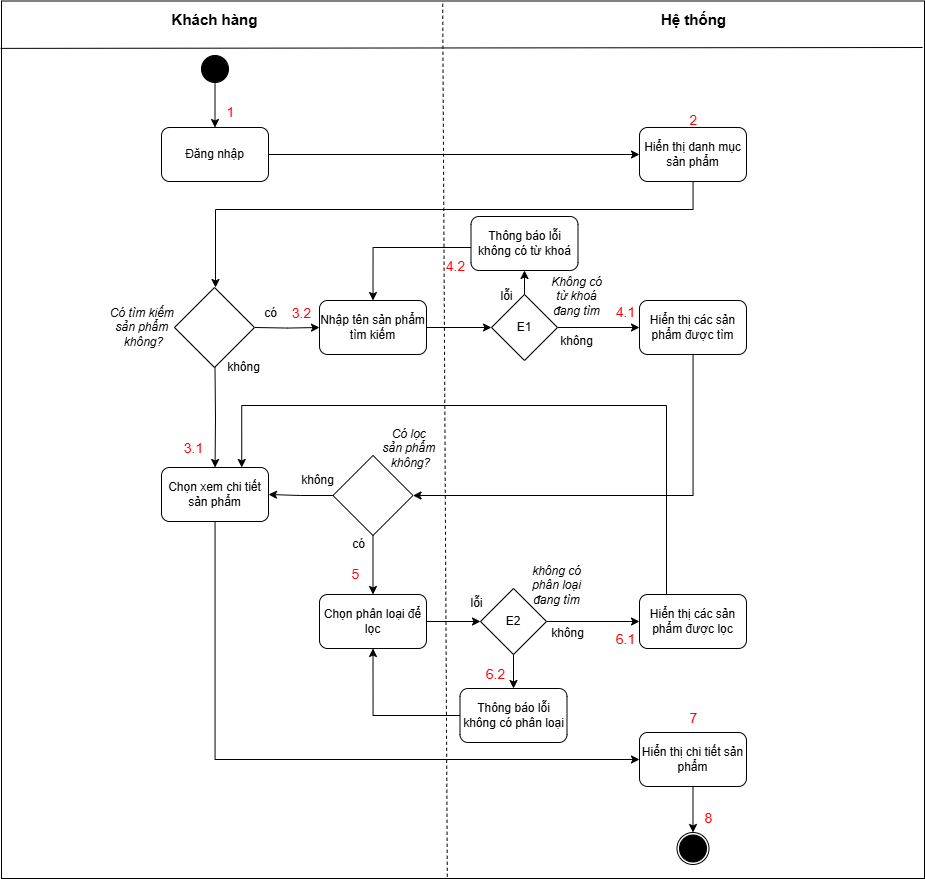 Khách hàng
Hệ thống
1
2
Đăng nhập
Hiển thị danh mục
sản phẩm
Thông báo lỗi
không có từ khoá
4.2
lỗi
Không có
từ khoá
đang tìm
Có tìm kiếm
sản phẩm
không?
có
3.2
Nhập tên sản phẩm
tìm kiếm
E1
không
4.1
Hiển thị các sản
phẩm được tìm
không
3.1
Có lọc
sản phẩm
không?
Chọn xem chi tiết
sản phẩm
không
có
5
Chọn phân loại để
lọc
lỗi
E2
không có
phân loại
đang tìm
không
6.1
Hiển thị các sản
phẩm được lọc
6.2
Thông báo lỗi
không có phân loại
7
Hiển thị chi tiết sản
phẩm
8